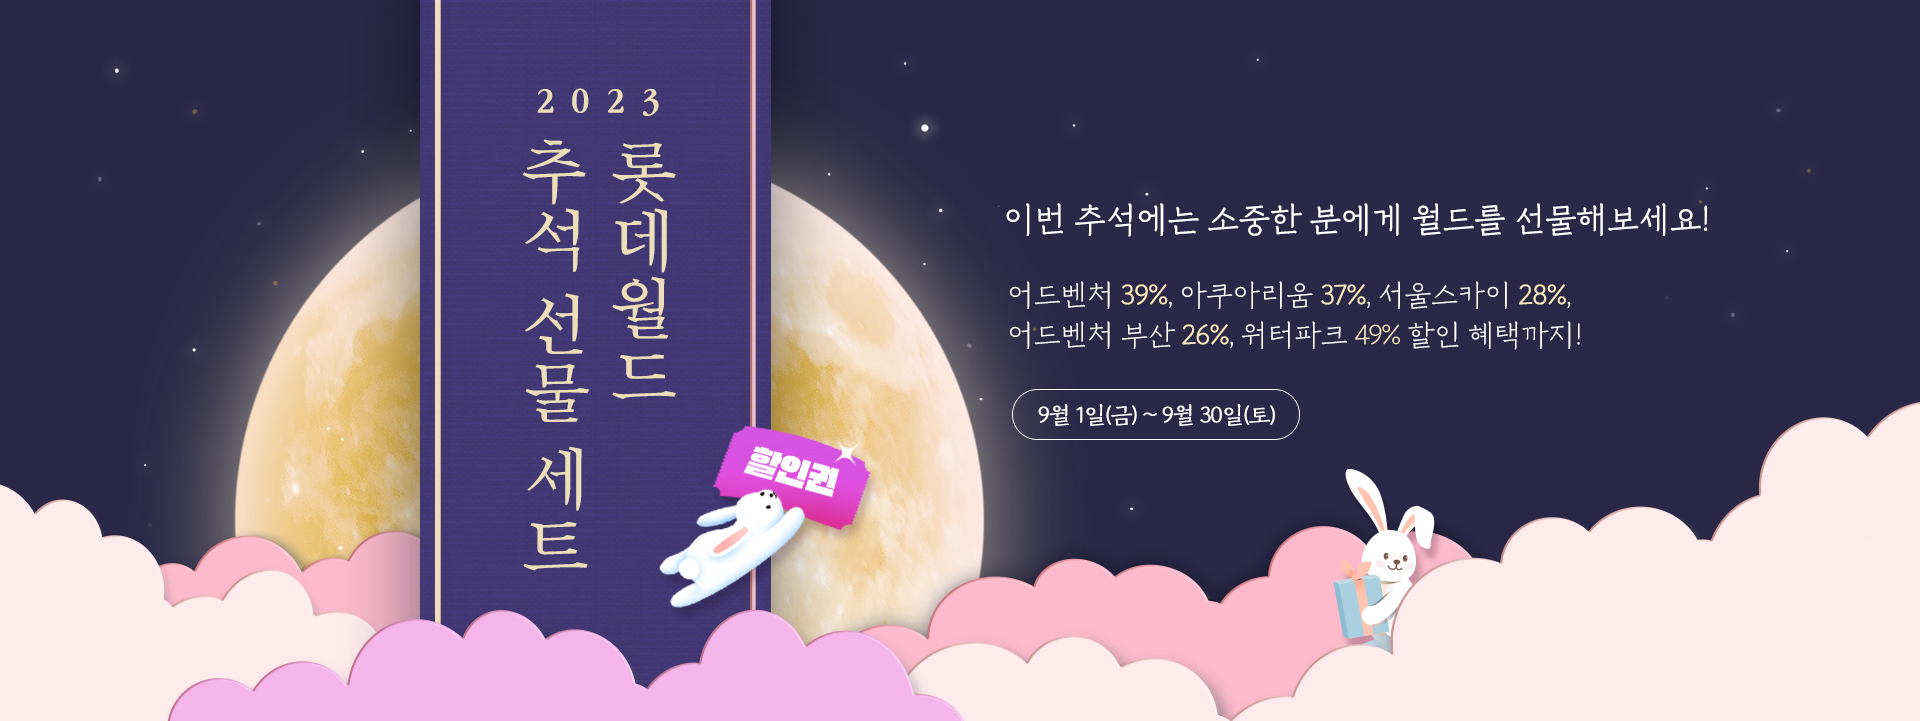 2023
롯데월드
추석 선물 세트
할인권
이번 추석에는 소중한 분에게 월드를 선물해보세요!
어드벤처 39%, 아쿠아리움 37%, 서울스카이 28%,
어드벤처 부산 26%, 워터파크 49% 할인 혜택까지!
9월 1일(금) ~ 9월 30일(토)